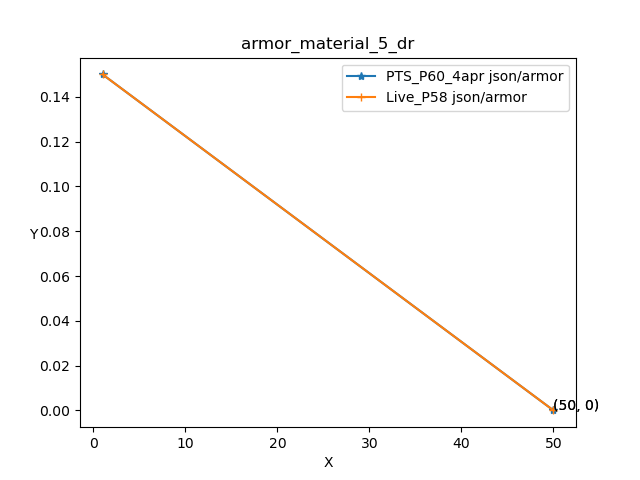 armor_material_5_dr
PTS_P60_4apr json/armor
Live_P58 json/armor
0.14
0.12
0.10
0.08
0.06
0.04
0.02
0.00
Y
(50, 0)
0 10 20 30 40 50
X